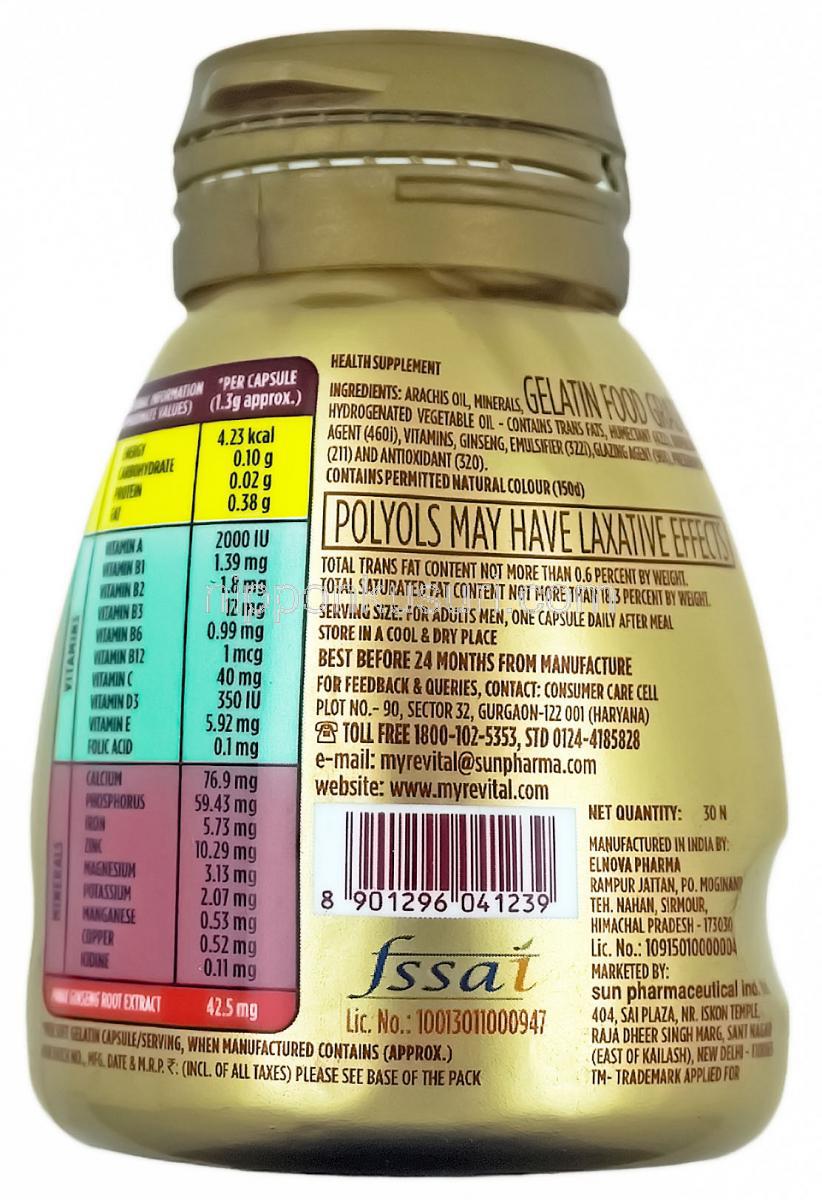 INFORMATION
VALUES)
*PER CAPSULE
(1.3g approx.)
ENERGY 4.23 kcal
CARBOHYDRATE 0.10 g
PROTEIN 0.02 g
FAT 0.38 g
VITAMINS
VITAMIN A 2000 IU
VITAMIN B1 1.39 mg
VITAMIN B2 mg
VITAMIN B3 12 mg
VITAMIN B6 0.99 mg
VITAMIN B12 1 mcg
VITAMIN C 40 mg
VITAMIN D3 350 IU
VITAMIN E 5.92 mg
FOLIC ACID 0.1 mg
MINERALS
CALCIUM 76.9 mg
PHOSPHORUS 59.43 mg
IRON 5.73 mg
ZINC 10.29 mg
MAGNESIUM 3.13 mg
POTASSIUM 2.07 mg
MANGANESE 0.53 mg
COPPER 0.52 mg
IODINE 0.11 mg
GINSENG ROOT EXTRACT 42.5 mg
GELATIN CAPSULE/SERVING, WHEN MANUFACTURED CONTAINS (APPROX.)
NO., MFG. DATE & M.R.P. ₹: (INCL. OF ALL TAXES) PLEASE SEE BASE OF THE PACK
HEALTH SUPPLEMENT
INGREDIENTS: ARACHIS OIL, MINERALS, GELATIN FOOD
HYDROGENATED VEGETABLE OIL - CONTAINS TRANS FATS, HUMECTANT
AGENT (460i), VITAMINS, GINSENG, EMULSIFIER (322i), GLAZING AGENT
(211) AND ANTIOXIDANT (320).
CONTAINS PERMITTED NATURAL COLOUR (150d)
POLYOLS MAY HAVE LAXATIVE EFFECTS
TOTAL TRANS FAT CONTENT NOT MORE THAN 0.6 PERCENT BY WEIGHT.
TOTAL SATURATED FAT CONTENT NOT MORE THAN PERCENT BY WEIGHT.
nipponkusuri.com
SERVING SIZE: FOR ADULTS MEN, ONE CAPSULE DAILY AFTER MEAL
STORE IN A COOL & DRY PLACE
BEST BEFORE 24 MONTHS FROM MANUFACTURE
FOR FEEDBACK & QUERIES, CONTACT: CONSUMER CARE CELL
PLOT NO.- 90, SECTOR 32, GURGAON-122 001 (HARYANA)
TOLL FREE 1800-102-5353, STD 0124-4185828
e-mail: myrevital@sunpharma.com
website: www.myrevital.com
8 901296 041239
fssai
Lic. No.: 10013011000947
NET QUANTITY: 30 N
MANUFACTURED IN INDIA BY:
ELNOVA PHARMA
RAMPUR JATTAN, PO. MOGINAND
TEH. NAHAN, SIRMOUR,
HIMACHAL PRADESH - 173030
Lic. No.: 10915010000004
MARKETED BY:
sun pharmaceutical ind.
404, SAI PLAZA, NR. ISKON TEMPLE,
RAJA DHEER SINGH MARG, SANT NAGAR
(EAST OF KAILASH), NEW DELHI -
TM- TRADEMARK APPLIED FOR